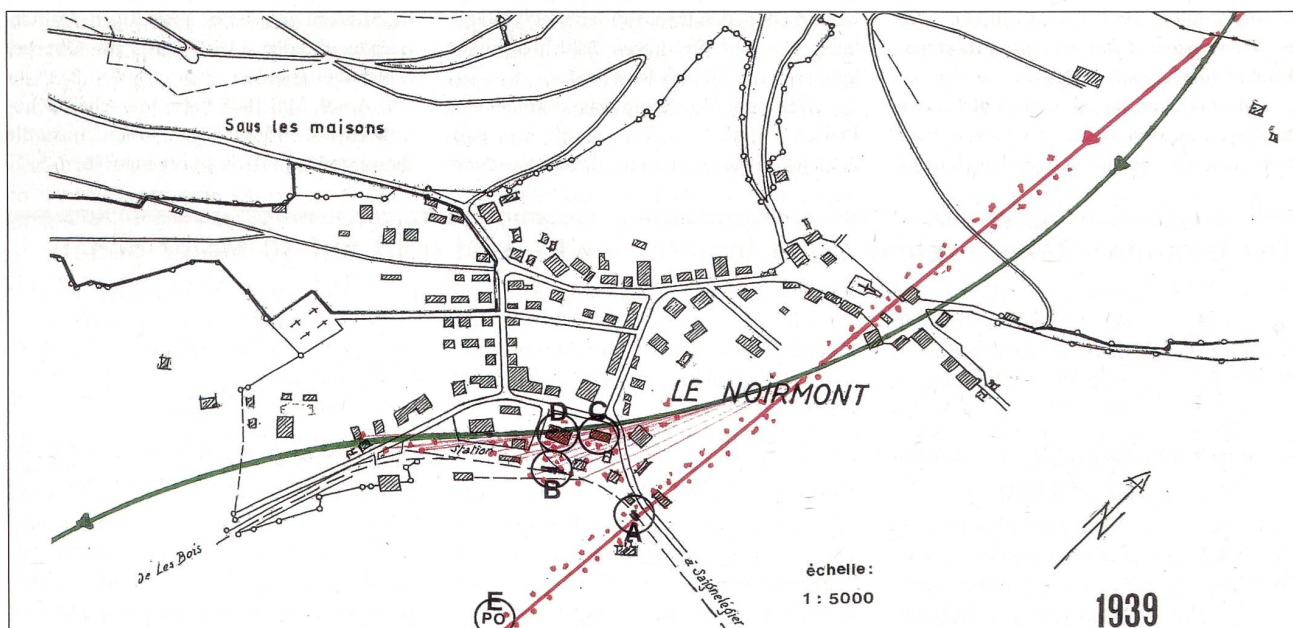 Sous les maisons
LE NOIRMONT
D
C
Station
B
A
de Les Bois
à Saignelégier
échelle:
1 : 5000
N
E
PO
1939